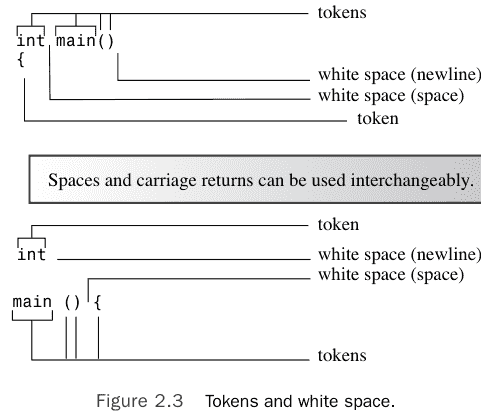 tokens
int main()
{
white space (newline)
white space (space)
token
Spaces and carriage returns can be used interchangeably.
token
int
white space (newline)
white space (space)
main () {
tokens
Figure 2.3 Tokens and white space.